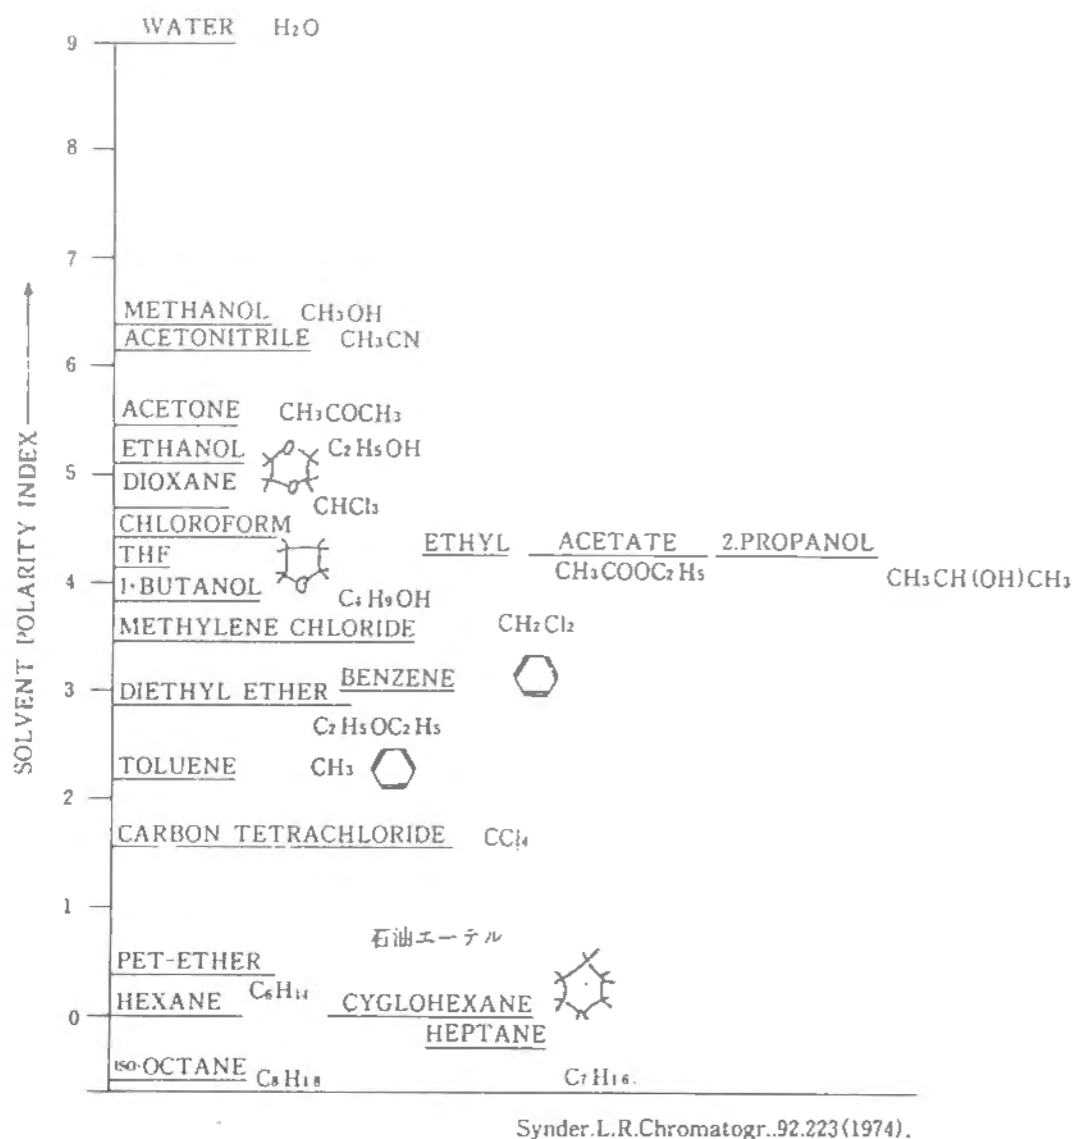 WATER H2O
9
8
7
METHANOL CH3OH
ACETONITRILE CH3CN
6
ACETONE CH3COCH3
ETHANOL C2H5OH
5
DIOXANE
CHCl3
CHLOROFORM
ETHYL ACETATE 2.PROPANOL
THF
CH3COOC2H5 CH3CH(OH)CH3
4
1·BUTANOL C4H9OH
METHYLENE CHLORIDE CH2Cl2
BENZENE
3
DIETHYL ETHER
C2H5OC2H5
TOLUENE CH3
2
CARBON TETRACHLORIDE CCl4
1
石油エーテル
PET-ETHER
C6H14
HEXANE CYGLOHEXANE
0
HEPTANE
ISO·OCTANE C8H18 C7H16.
SOLVENT POLARITY INDEX
Synder.L.R.Chromatogr..92.223(1974).